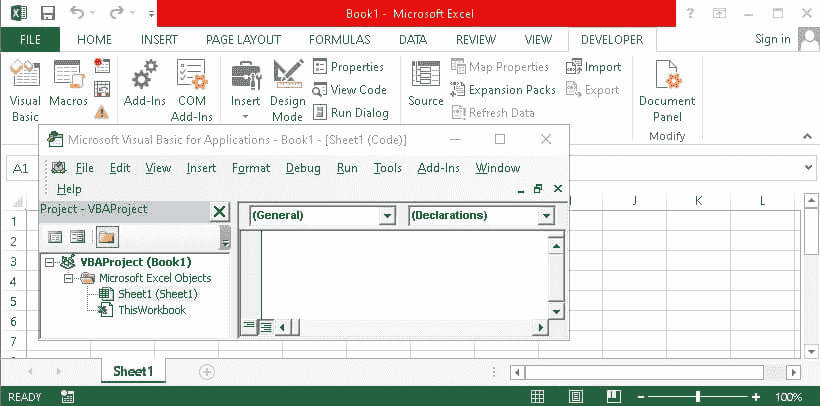 Book1 - Microsoft Excel
FILE HOME INSERT PAGE LAYOUT FORMULAS DATA REVIEW VIEW DEVELOPER Sign in
Visual Basic
Macros
Add-Ins
COM Add-Ins
Insert
Design Mode
Properties
View Code
Run Dialog
Source
Map Properties
Expansion Packs
Refresh Data
Import
Export
Document Panel
Modify
Microsoft Visual Basic for Applications - Book1 - [Sheet1 (Code)]
A1
File Edit View Insert Format Debug Run Tools Add-Ins Window
Help
Project - VBAProject
(General) (Declarations)
VBAProject (Book1)
Microsoft Excel Objects
Sheet1 (Sheet1)
ThisWorkbook
J K L
1
2
3
4
5
6
Sheet1
READY 100%